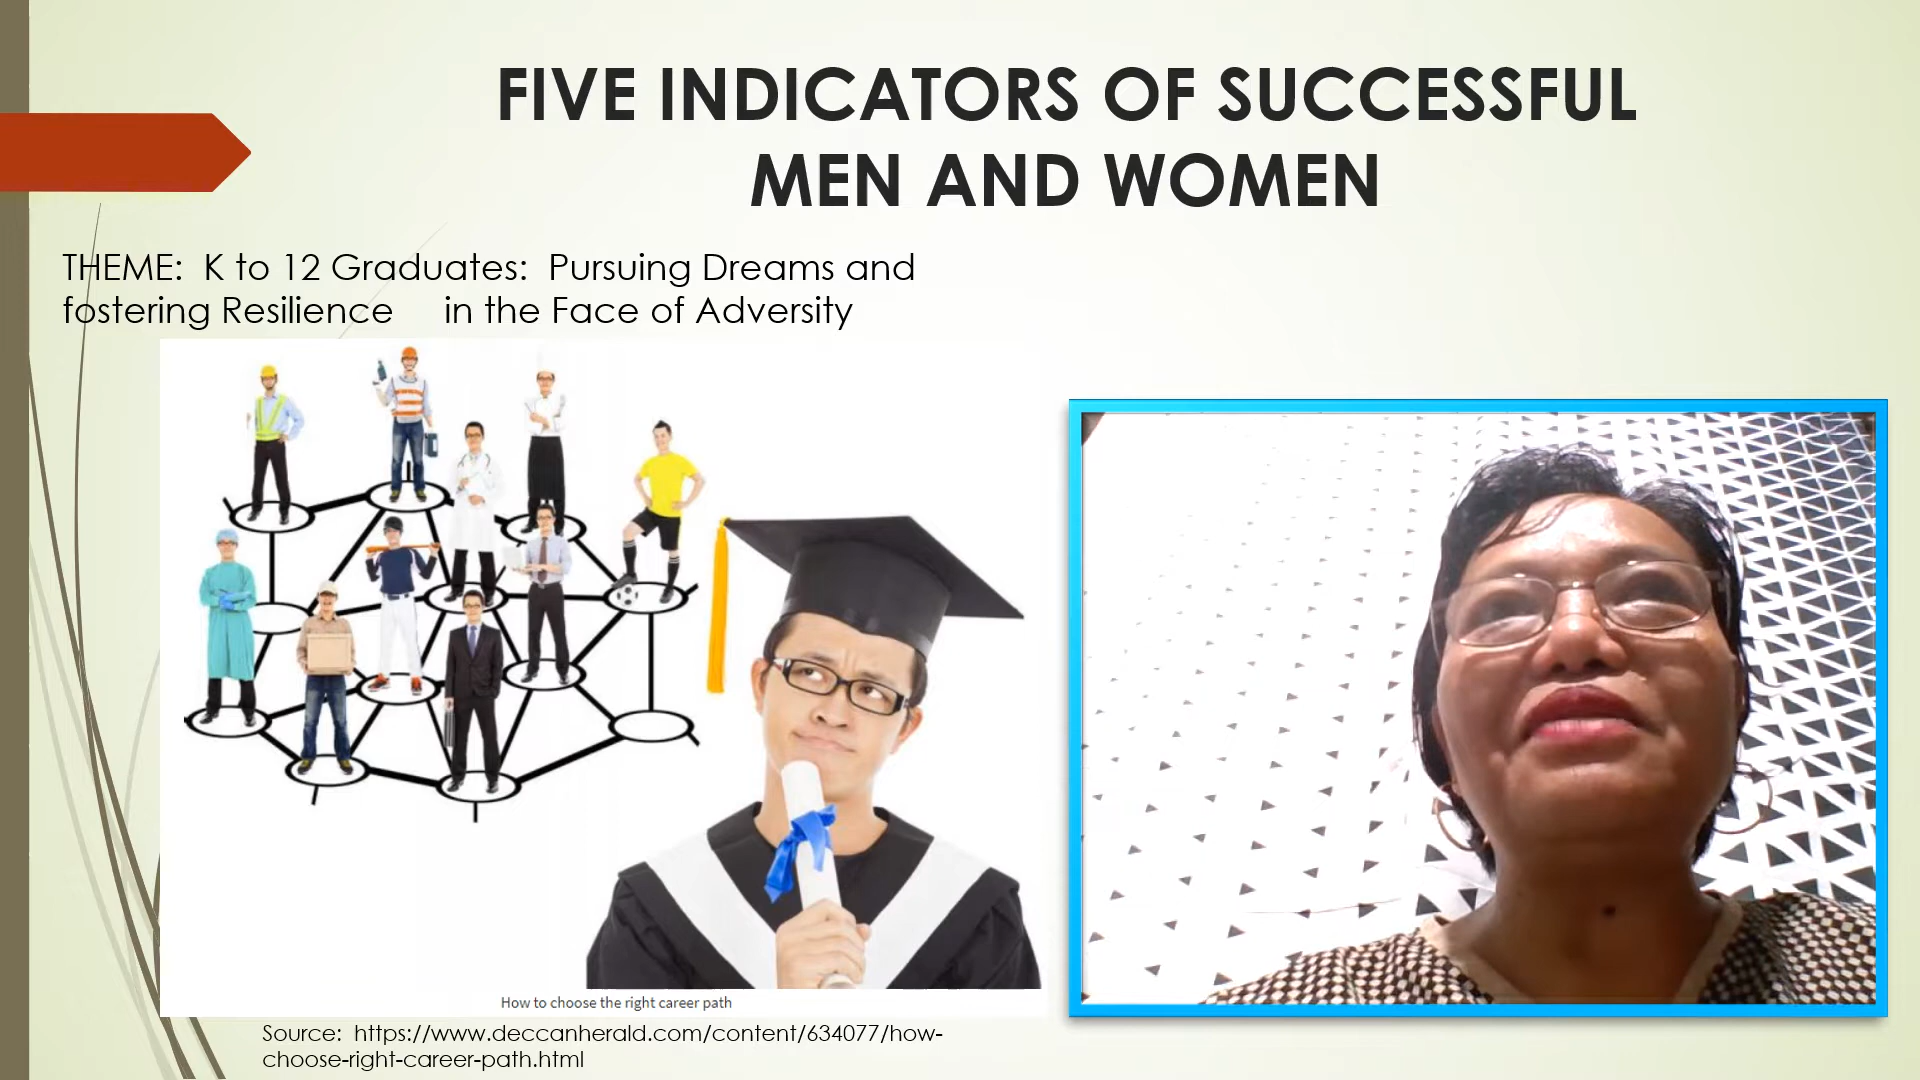 FIVE INDICATORS OF SUCCESSFUL
MEN AND WOMEN
THEME: K to 12 Graduates: Pursuing Dreams and
fostering Resilience in the Face of Adversity
How to choose the right career path
Source: https://www.deccanherald.com/content/634077/how-
choose-right-career-path.html